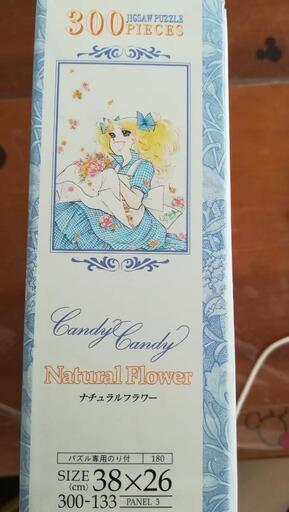 300 JIGSAW PUZZLE PIECES
Candy Candy
Natural Flower
ナチュラルフラワー
パズル専用のり付 180
SIZE (cm) 38×26
300-133 PANEL 3